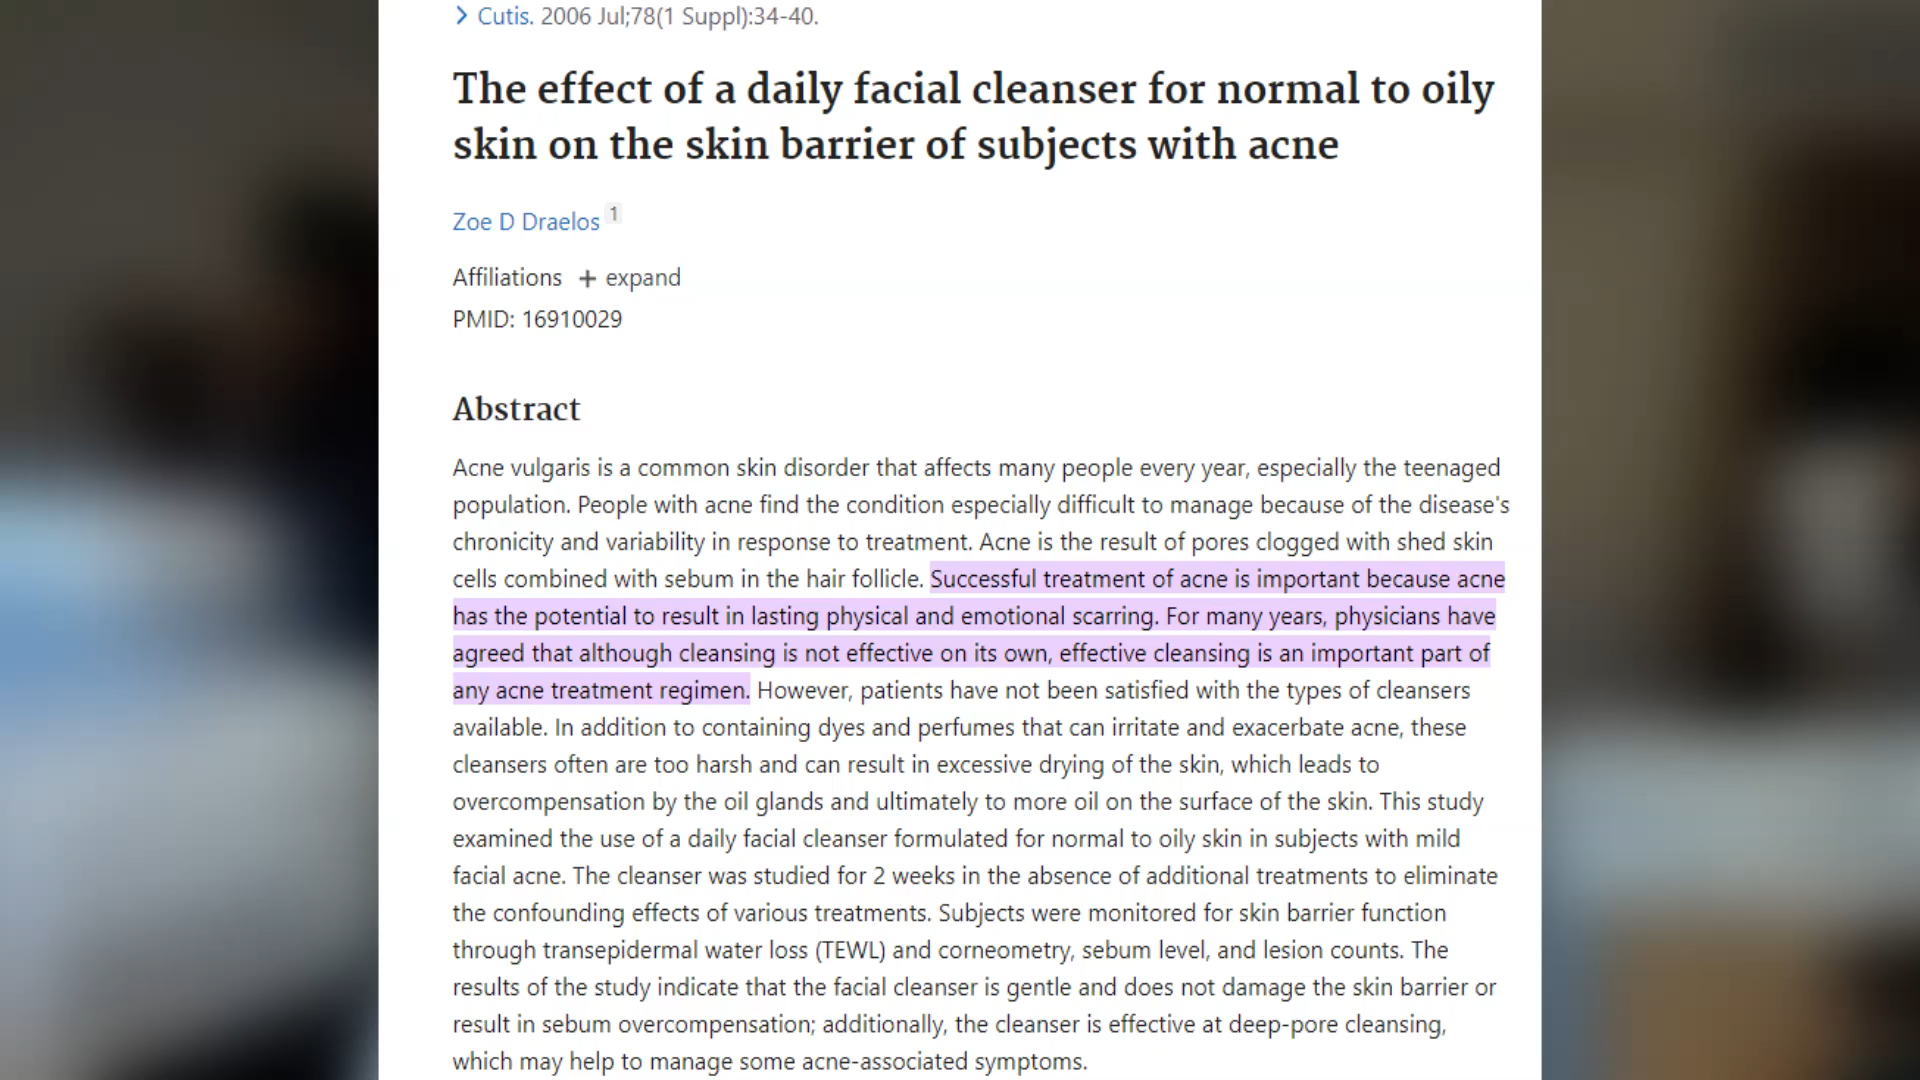 > Cutis. 2006 Jul;78(1 Suppl):34-40.
The effect of a daily facial cleanser for normal to oily
skin on the skin barrier of subjects with acne
Zoe D Draelos 1
Affiliations + expand
PMID: 16910029
Abstract
Acne vulgaris is a common skin disorder that affects many people every year, especially the teenaged
population. People with acne find the condition especially difficult to manage because of the disease's
chronicity and variability in response to treatment. Acne is the result of pores clogged with shed skin
cells combined with sebum in the hair follicle. Successful treatment of acne is important because acne
has the potential to result in lasting physical and emotional scarring. For many years, physicians have
agreed that although cleansing is not effective on its own, effective cleansing is an important part of
any acne treatment regimen. However, patients have not been satisfied with the types of cleansers
available. In addition to containing dyes and perfumes that can irritate and exacerbate acne, these
cleansers often are too harsh and can result in excessive drying of the skin, which leads to
overcompensation by the oil glands and ultimately to more oil on the surface of the skin. This study
examined the use of a daily facial cleanser formulated for normal to oily skin in subjects with mild
facial acne. The cleanser was studied for 2 weeks in the absence of additional treatments to eliminate
the confounding effects of various treatments. Subjects were monitored for skin barrier function
through transepidermal water loss (TEWL) and corneometry, sebum level, and lesion counts. The
results of the study indicate that the facial cleanser is gentle and does not damage the skin barrier or
result in sebum overcompensation; additionally, the cleanser is effective at deep-pore cleansing,
which may help to manage some acne-associated symptoms.